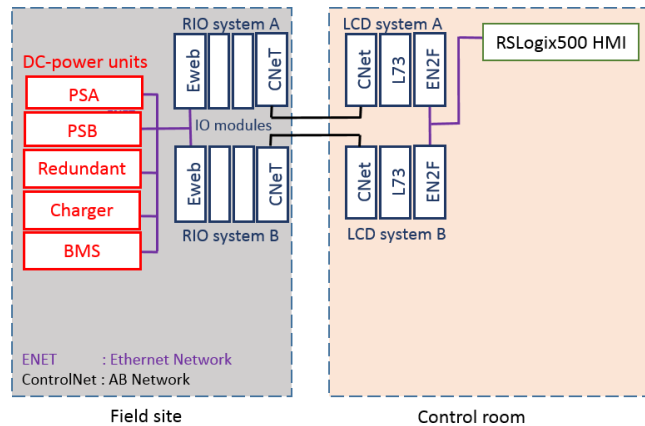 RIO system A
LCD system A
RSLogix500 HMI
DC-power units
Eweb
CNeT
CNet
L73
EN2F
PSA
PSB
IO modules
Redundant
Charger
BMS
Eweb
CNeT
CNet
L73
EN2F
RIO system B
LCD system B
ENET : Ethernet Network
ControlNet : AB Network
Field site
Control room